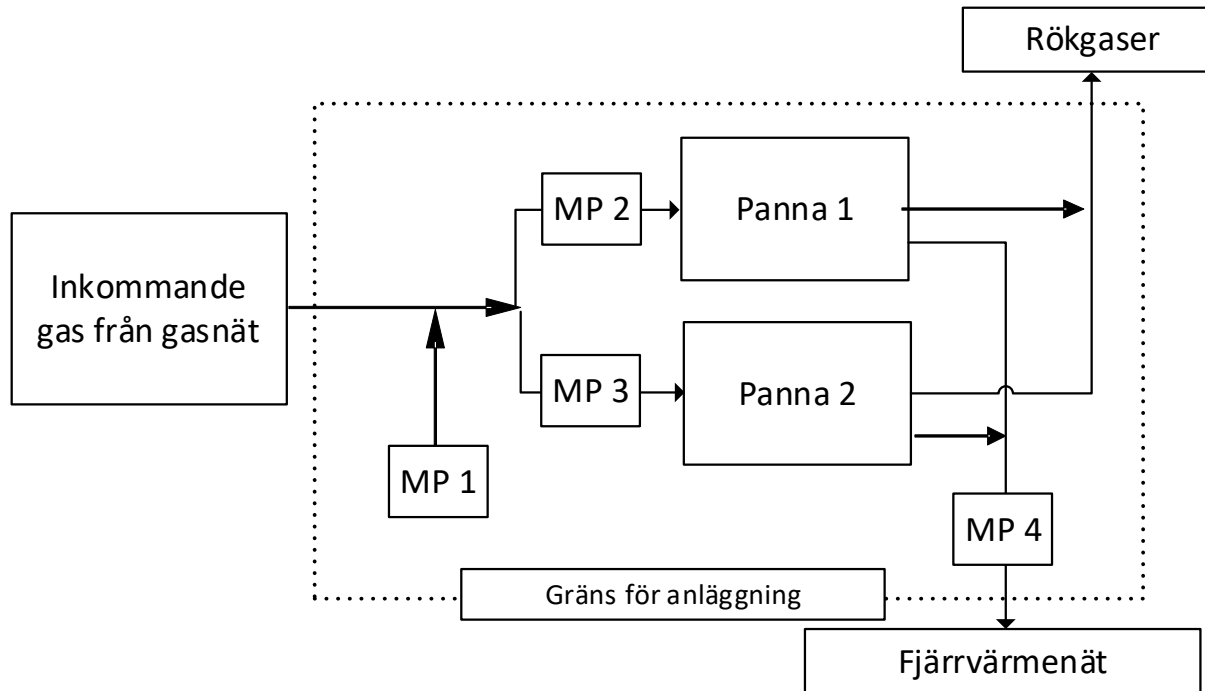 Rökgaser
MP 2
Panna 1
Inkommande
gas från gasnät
MP 3
Panna 2
MP 1
MP 4
Gräns för anläggning
Fjärrvärmenät